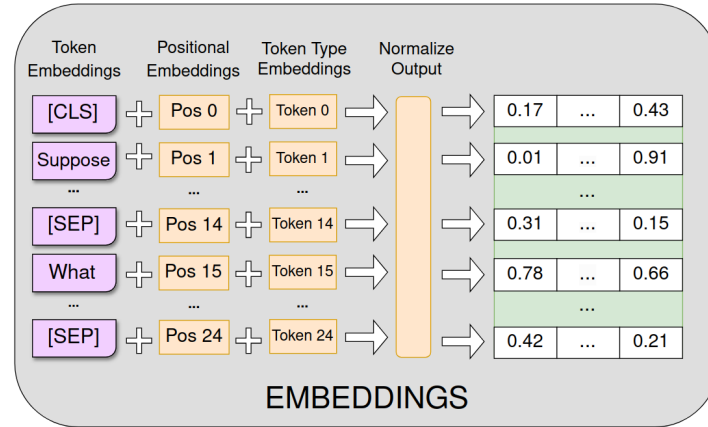 Token Embeddings
Positional Embeddings
Token Type Embeddings
Normalize Output
[CLS] Pos 0 Token 0 0.17 ... 0.43
Suppose Pos 1 Token 1 0.01 ... 0.91
... ... ... ...
[SEP] Pos 14 Token 14 0.31 ... 0.15
What Pos 15 Token 15 0.78 ... 0.66
... ... ... ...
[SEP] Pos 24 Token 24 0.42 ... 0.21
EMBEDDINGS